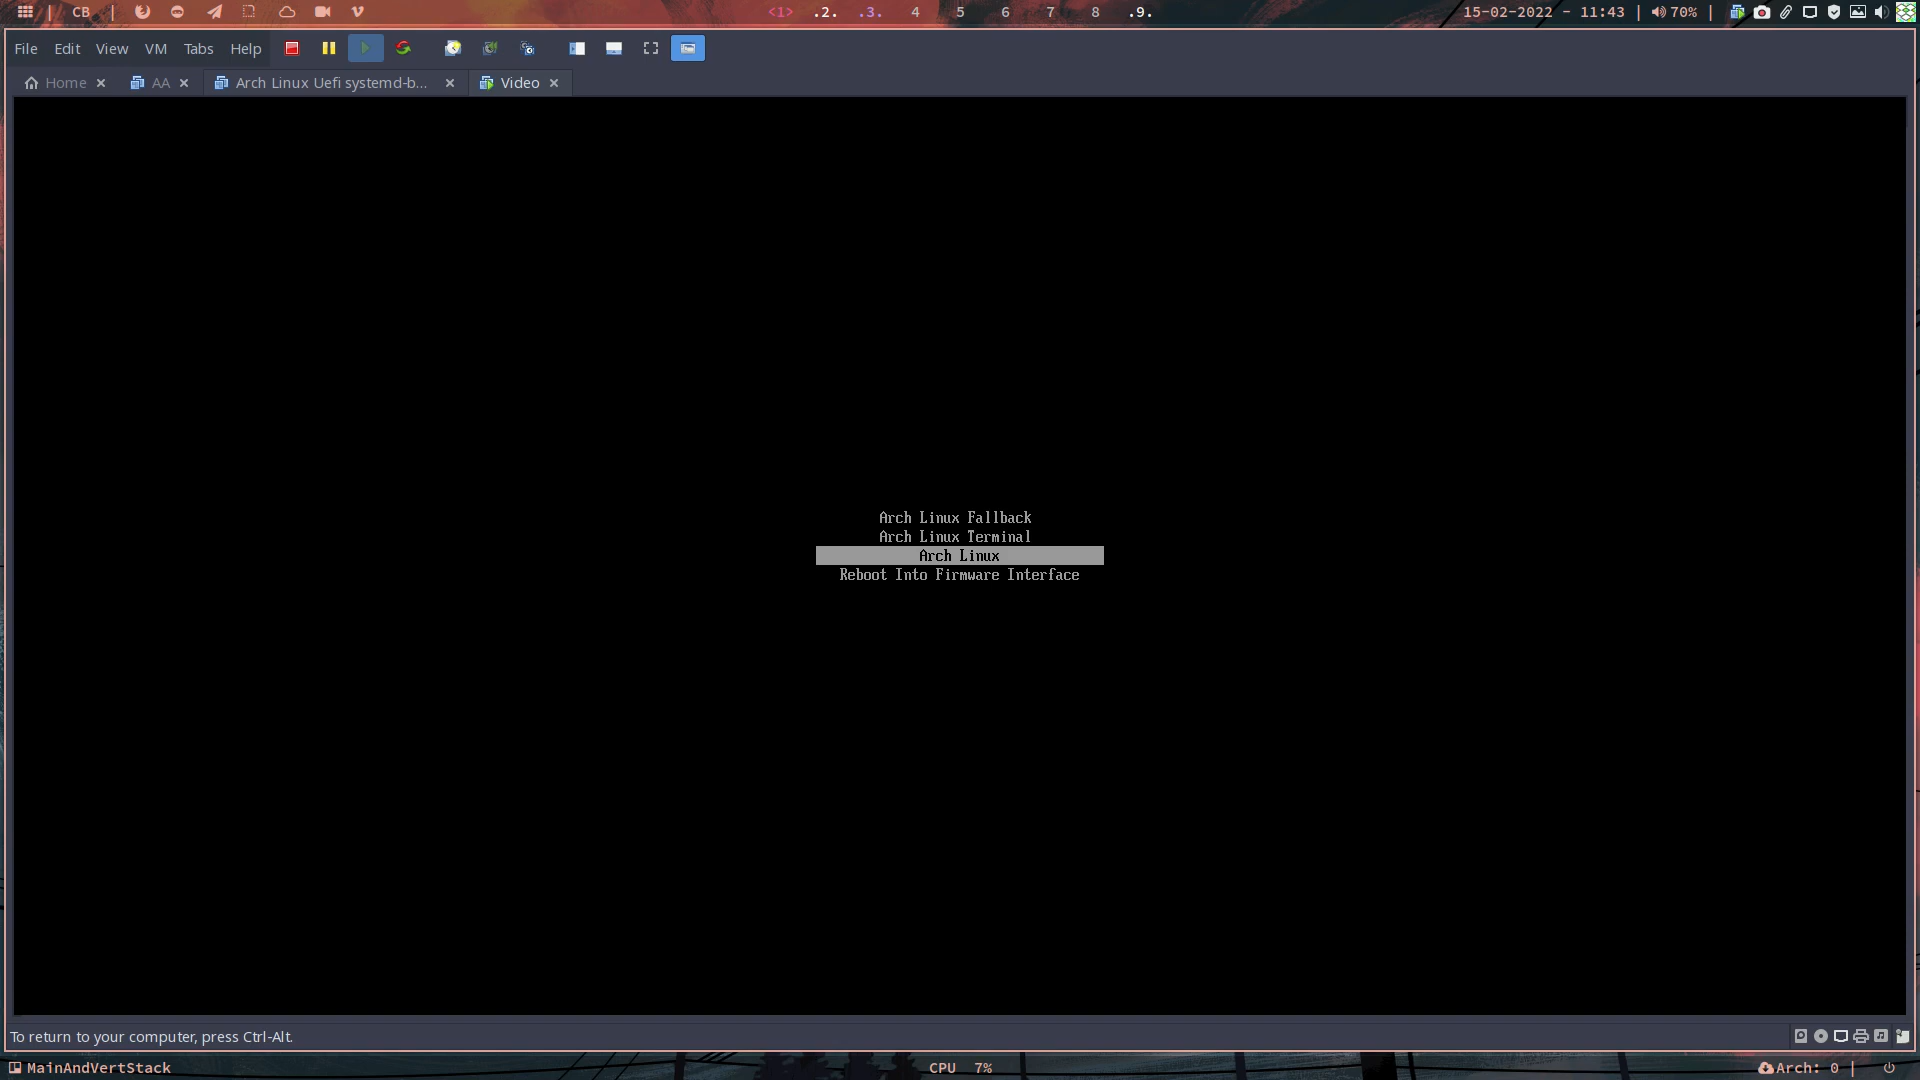 CB <1> .2. .3. 4 5 6 7 8 .9. 15-02-2022 - 11:43 | 70% |
File Edit View VM Tabs Help
Home AA Arch Linux Uefi systemd-b... Video
Arch Linux Fallback
Arch Linux Terminal
Arch Linux
Reboot Into Firmware Interface
To return to your computer, press Ctrl-Alt.
MainAndVertStack CPU 7% Arch: 0 |